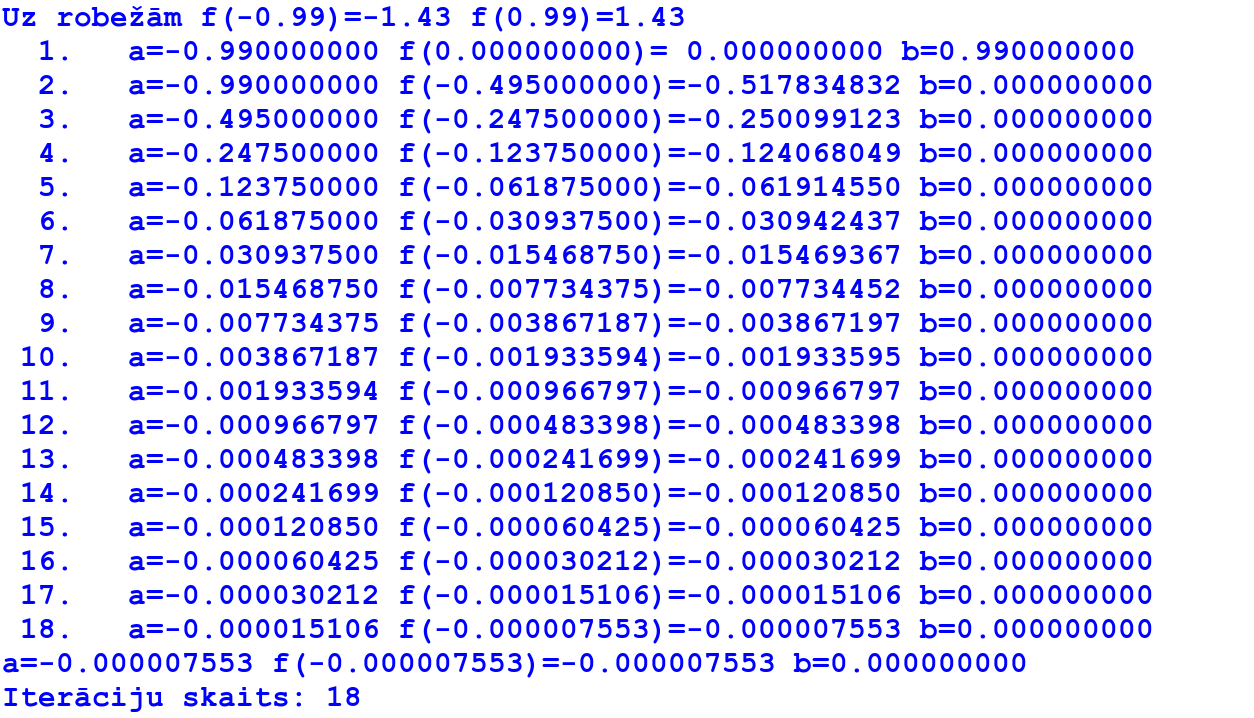 Uz robežām f(-0.99)=-1.43 f(0.99)=1.43
  1.   a=-0.990000000 f(0.000000000)= 0.000000000 b=0.990000000
  2.   a=-0.990000000 f(-0.495000000)=-0.517834832 b=0.000000000
  3.   a=-0.495000000 f(-0.247500000)=-0.250099123 b=0.000000000
  4.   a=-0.247500000 f(-0.123750000)=-0.124068049 b=0.000000000
  5.   a=-0.123750000 f(-0.061875000)=-0.061914550 b=0.000000000
  6.   a=-0.061875000 f(-0.030937500)=-0.030942437 b=0.000000000
  7.   a=-0.030937500 f(-0.015468750)=-0.015469367 b=0.000000000
  8.   a=-0.015468750 f(-0.007734375)=-0.007734452 b=0.000000000
  9.   a=-0.007734375 f(-0.003867187)=-0.003867197 b=0.000000000
 10.   a=-0.003867187 f(-0.001933594)=-0.001933595 b=0.000000000
 11.   a=-0.001933594 f(-0.000966797)=-0.000966797 b=0.000000000
 12.   a=-0.000966797 f(-0.000483398)=-0.000483398 b=0.000000000
 13.   a=-0.000483398 f(-0.000241699)=-0.000241699 b=0.000000000
 14.   a=-0.000241699 f(-0.000120850)=-0.000120850 b=0.000000000
 15.   a=-0.000120850 f(-0.000060425)=-0.000060425 b=0.000000000
 16.   a=-0.000060425 f(-0.000030212)=-0.000030212 b=0.000000000
 17.   a=-0.000030212 f(-0.000015106)=-0.000015106 b=0.000000000
 18.   a=-0.000015106 f(-0.000007553)=-0.000007553 b=0.000000000
a=-0.000007553 f(-0.000007553)=-0.000007553 b=0.000000000
Iterāciju skaits: 18